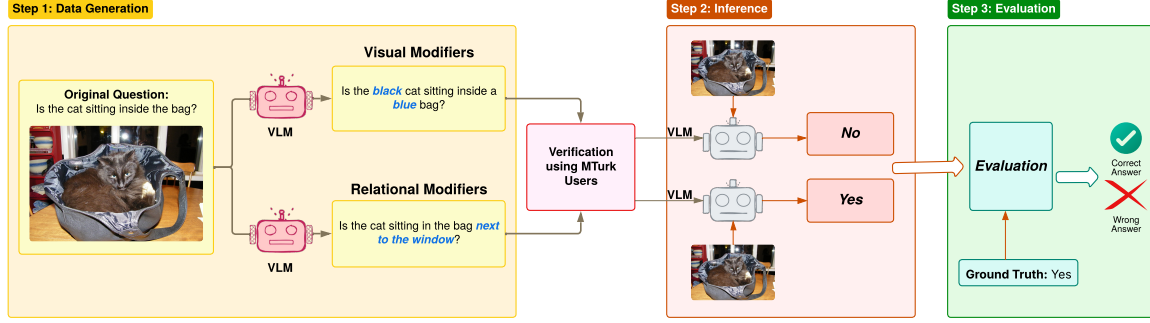 Step 1: Data Generation
Original Question:
Is the cat sitting inside the bag?
VLM
Visual Modifiers
Is the black cat sitting inside a
blue bag?
VLM
Relational Modifiers
Is the cat sitting in the bag next
to the window?
Verification
using MTurk
Users
Step 2: Inference
VLM
No
VLM
Yes
Step 3: Evaluation
Evaluation
Correct
Answer
Wrong
Answer
Ground Truth: Yes